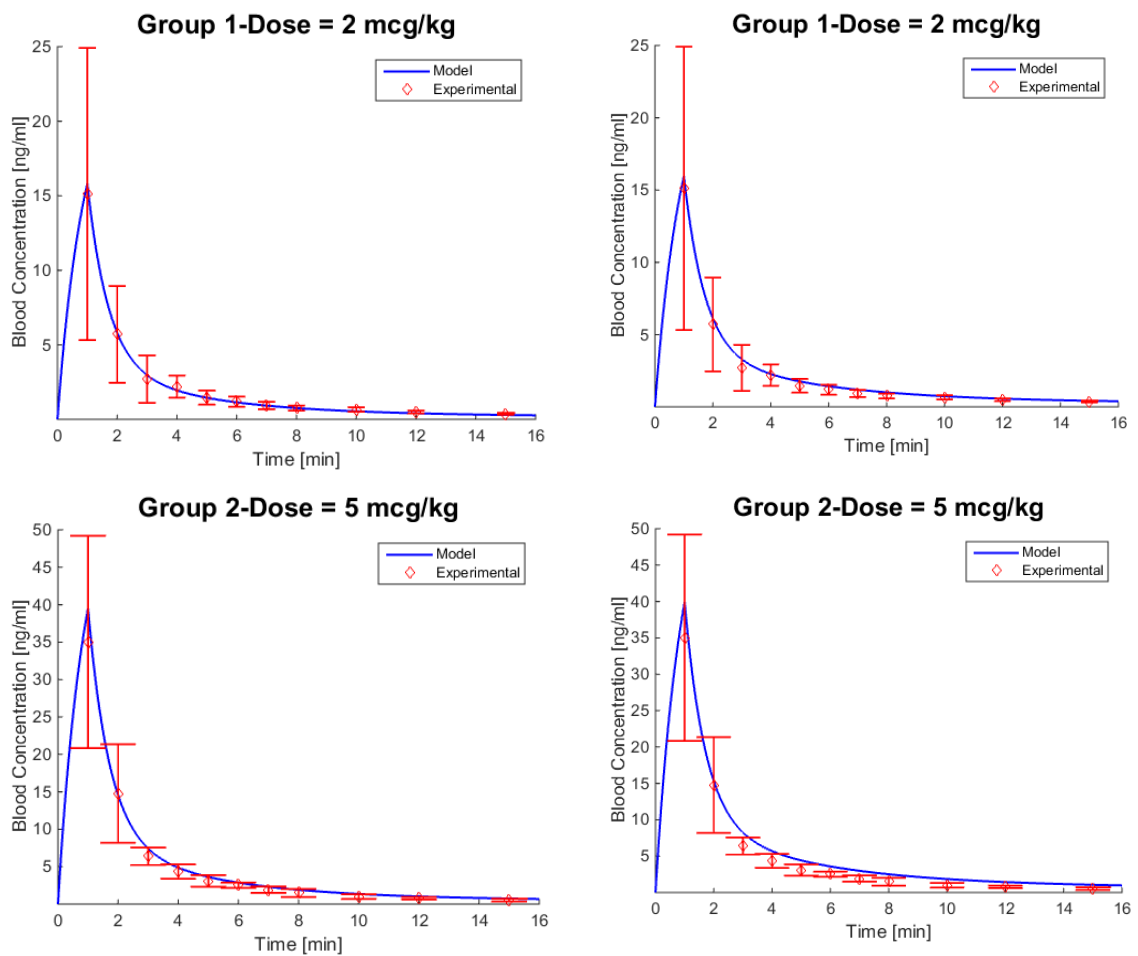 Group 1-Dose = 2 mcg/kg
Model
Experimental
Blood Concentration [ng/ml]
25
20
15
10
5
0 2 4 6 8 10 12 14 16
Time [min]
Group 1-Dose = 2 mcg/kg
Model
Experimental
Blood Concentration [ng/ml]
25
20
15
10
5
0 2 4 6 8 10 12 14 16
Time [min]
Group 2-Dose = 5 mcg/kg
Model
Experimental
Blood Concentration [ng/ml]
50
45
40
35
30
25
20
15
10
5
0 2 4 6 8 10 12 14 16
Time [min]
Group 2-Dose = 5 mcg/kg
Model
Experimental
Blood Concentration [ng/ml]
50
45
40
35
30
25
20
15
10
5
0 2 4 6 8 10 12 14 16
Time [min]